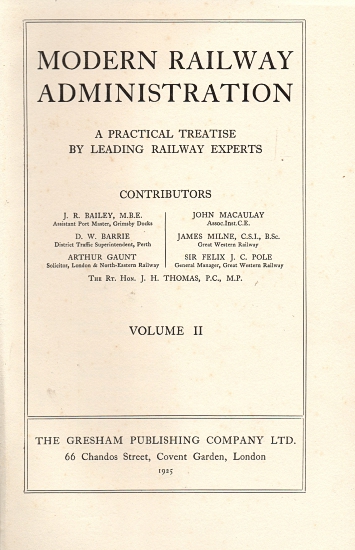 MODERN RAILWAY
ADMINISTRATION
A PRACTICAL TREATISE
BY LEADING RAILWAY EXPERTS
CONTRIBUTORS
J. R. BAILEY, M.B.E.
Assistant Port Master, Grimsby Docks
D. W. BARRIE
District Traffic Superintendent, Perth
ARTHUR GAUNT
Solicitor, London & North-Eastern Railway
JOHN MACAULAY
Assoc.Inst.C.E.
JAMES MILNE, C.S.I., B.Sc.
Great Western Railway
SIR FELIX J. C. POLE
General Manager, Great Western Railway
THE RT. HON. J. H. THOMAS, P.C., M.P.
VOLUME II
THE GRESHAM PUBLISHING COMPANY LTD.
66 Chandos Street, Covent Garden, London
1925